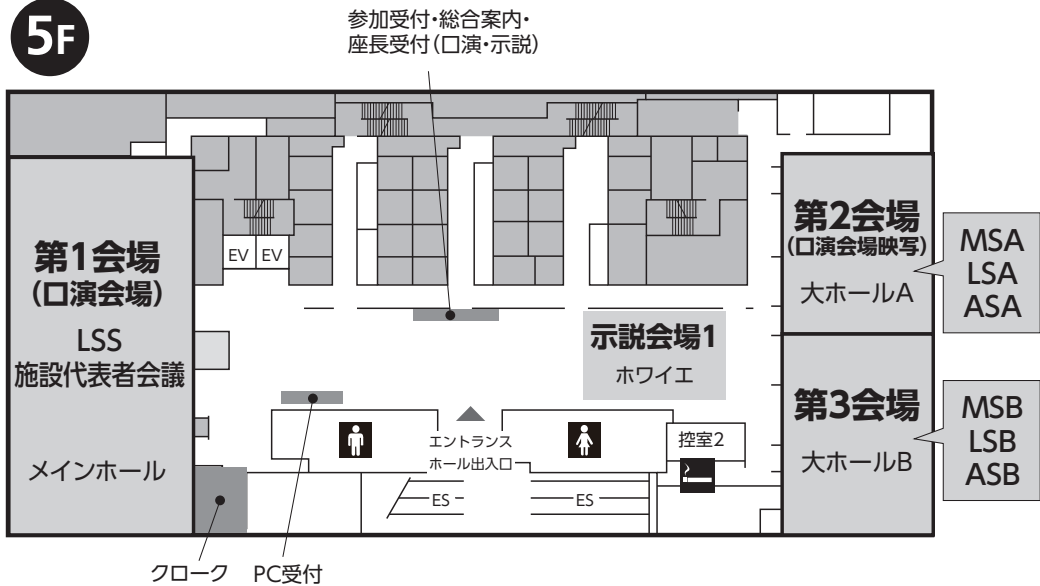 5F
参加受付・総合案内・
座長受付（口演・示説）
第1会場
（口演会場）
LSS
施設代表者会議
メインホール
EV
EV
第2会場
（口演会場映写）
大ホールA
MSA
LSA
ASA
示説会場1
ホワイエ
第3会場
大ホールB
MSB
LSB
ASB
エントランス
ホール出入口
控室2
ES
ES
クローク
PC受付